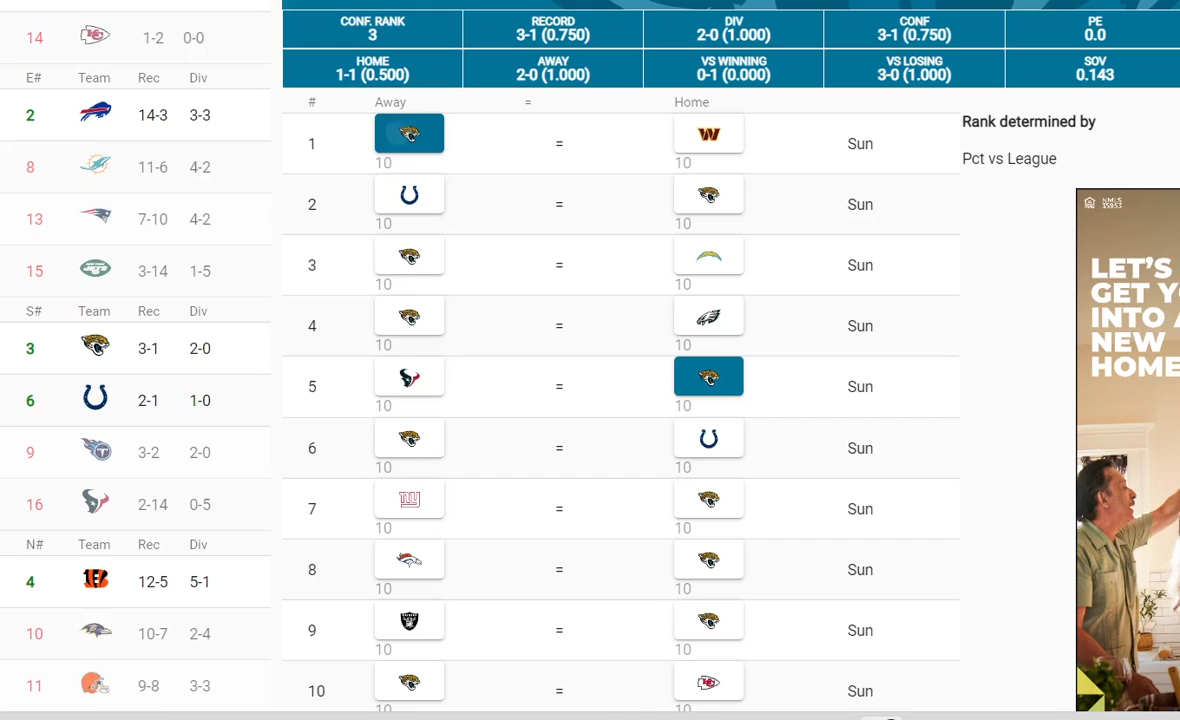 14 1-2 0-0
E# Team Rec Div
2 14-3 3-3
8 11-6 4-2
13 7-10 4-2
15 JETS 3-14 1-5
S# Team Rec Div
3 3-1 2-0
6 2-1 1-0
9 3-2 2-0
16 2-14 0-5
N# Team Rec Div
4 12-5 5-1
10 10-7 2-4
11 9-8 3-3
CONF. RANK RECORD DIV CONF PE
3 3-1 (0.750) 2-0 (1.000) 3-1 (0.750) 0.0
HOME AWAY VS WINNING VS LOSING SOV
1-1 (0.500) 2-0 (1.000) 0-1 (0.000) 3-0 (1.000) 0.143
# Away = Home
1 = W Sun
10 10
2 = Sun
10 10
3 = Sun
10 10
4 = Sun
10 10
5 = Sun
10 10
6 = Sun
10 10
7 NY = Sun
10 10
8 = Sun
10 10
9 = Sun
10 10
10 = KC Sun
10 10
Rank determined by
Pct vs League
NMLS
LET'S
GET Y
INTO A
NEW
HOME